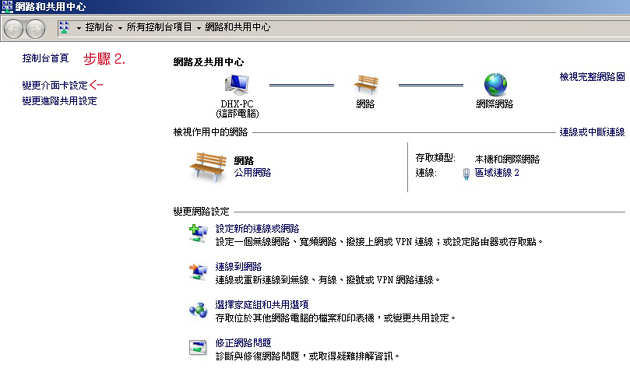 網路和共用中心
控制台 ▸ 所有控制台項目 ▸ 網路和共用中心
控制台首頁
步驟 2.
變更介面卡設定 <-
變更進階共用設定
網路及共用中心
檢視完整網路圖
DHX-PC
(這部電腦)
網路
網際網路
檢視作用中的網路
連線或中斷連線
網路
公用網路
存取類型: 本機和網際網路
連線: 區域連線 2
變更網路設定
設定新的連線或網路
設定一個無線網路、寬頻網路、撥接上網或 VPN 連線；或設定路由器或存取點。
連線到網路
連線或重新連線到無線、有線、撥號或 VPN 網路連線。
選擇家庭組和共用選項
存取位於其他網路電腦的檔案和印表機，或變更共用設定。
修正網路問題
診斷與修復網路問題，或取得疑難排解資訊。